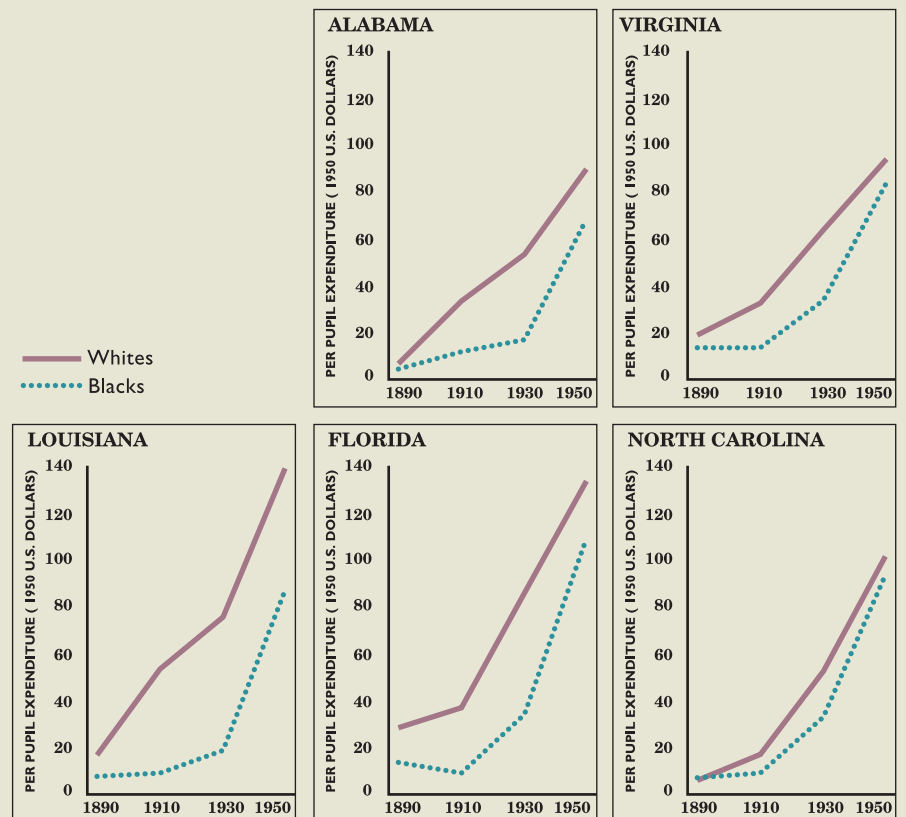 ALABAMA
PER PUPIL EXPENDITURE ( 1950 U.S. DOLLARS)
140
120
100
80
60
40
20
0
1890 1910 1930 1950
VIRGINIA
PER PUPIL EXPENDITURE ( 1950 U.S. DOLLARS)
140
120
100
80
60
40
20
0
1890 1910 1930 1950
Whites
Blacks
LOUISIANA
PER PUPIL EXPENDITURE ( 1950 U.S. DOLLARS)
140
120
100
80
60
40
20
0
1890 1910 1930 1950
FLORIDA
PER PUPIL EXPENDITURE ( 1950 U.S. DOLLARS)
140
120
100
80
60
40
20
0
1890 1910 1930 1950
NORTH CAROLINA
PER PUPIL EXPENDITURE ( 1950 U.S. DOLLARS)
140
120
100
80
60
40
20
0
1890 1910 1930 1950